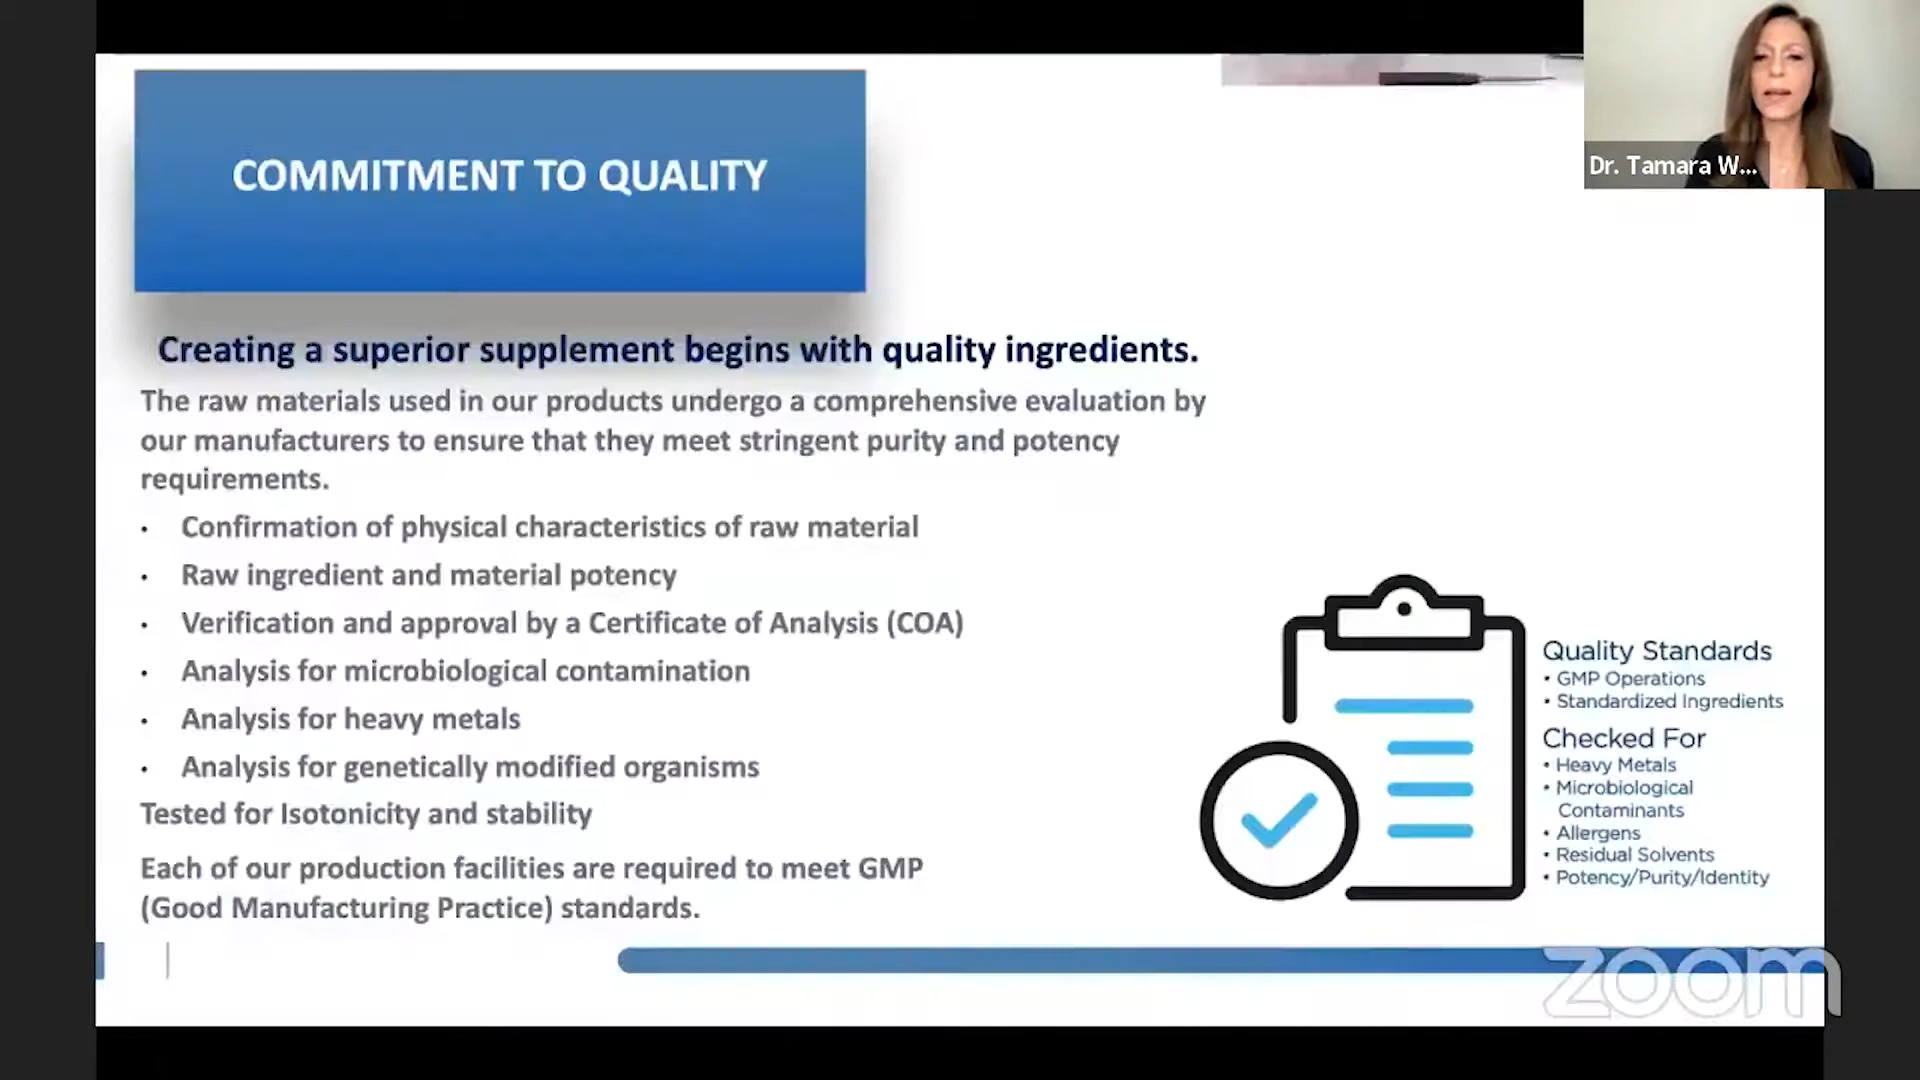 Dr. Tamara W...
COMMITMENT TO QUALITY
Creating a superior supplement begins with quality ingredients.
The raw materials used in our products undergo a comprehensive evaluation by
our manufacturers to ensure that they meet stringent purity and potency
requirements.
• Confirmation of physical characteristics of raw material
• Raw ingredient and material potency
• Verification and approval by a Certificate of Analysis (COA)
• Analysis for microbiological contamination
• Analysis for heavy metals
• Analysis for genetically modified organisms
Tested for Isotonicity and stability
Each of our production facilities are required to meet GMP
(Good Manufacturing Practice) standards.
Quality Standards
• GMP Operations
• Standardized Ingredients
Checked For
• Heavy Metals
• Microbiological
Contaminants
• Allergens
• Residual Solvents
• Potency/Purity/Identity
zoom